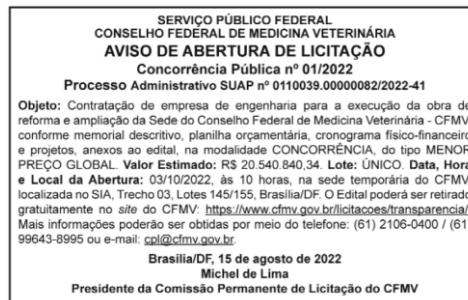 SERVIÇO PÚBLICO FEDERAL
CONSELHO FEDERAL DE MEDICINA VETERINÁRIA
AVISO DE ABERTURA DE LICITAÇÃO
Concorrência Pública nº 01/2022
Processo Administrativo SUAP nº 0110039.00000082/2022-41
Objeto: Contratação de empresa de engenharia para a execução da obra de
reforma e ampliação da Sede do Conselho Federal de Medicina Veterinária - CFMV,
conforme memorial descritivo, planilha orçamentária, cronograma físico-financeiro
e projetos, anexos ao edital, na modalidade CONCORRÊNCIA, do tipo MENOR
PREÇO GLOBAL. Valor Estimado: R$ 20.540.840,34. Lote: ÚNICO. Data, Hora
e Local da Abertura: 03/10/2022, às 10 horas, na sede temporária do CFMV,
localizada no SIA, Trecho 03, Lotes 145/155, Brasília/DF. O Edital poderá ser retirado
gratuitamente no site do CFMV: https://www.cfmv.gov.br/licitacoes/transparencia/.
Mais informações poderão ser obtidas por meio do telefone: (61) 2106-0400 / (61)
99643-8995 ou e-mail: cpl@cfmv.gov.br.
Brasília/DF, 15 de agosto de 2022
Michel de Lima
Presidente da Comissão Permanente de Licitação do CFMV